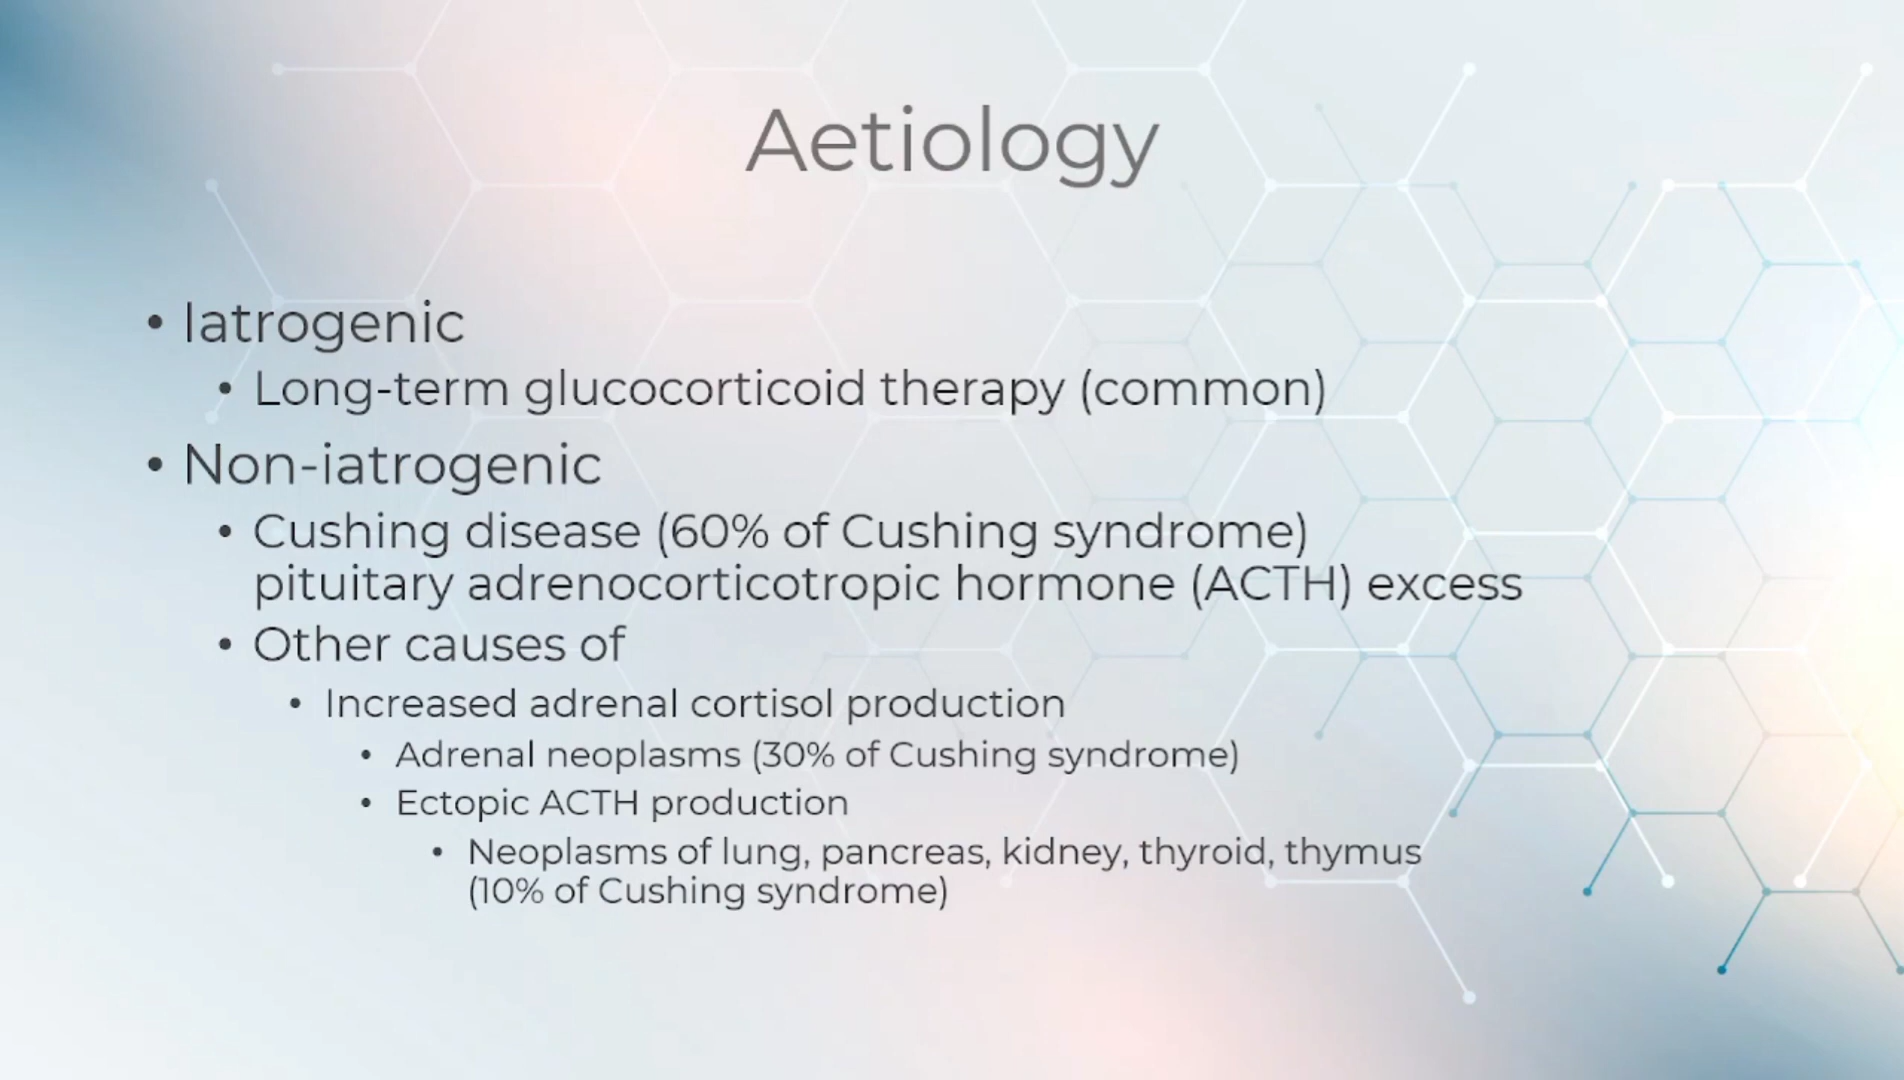 Aetiology
• Iatrogenic
• Long-term glucocorticoid therapy (common)
• Non-iatrogenic
• Cushing disease (60% of Cushing syndrome)
pituitary adrenocorticotropic hormone (ACTH) excess
• Other causes of
• Increased adrenal cortisol production
• Adrenal neoplasms (30% of Cushing syndrome)
• Ectopic ACTH production
• Neoplasms of lung, pancreas, kidney, thyroid, thymus
(10% of Cushing syndrome)